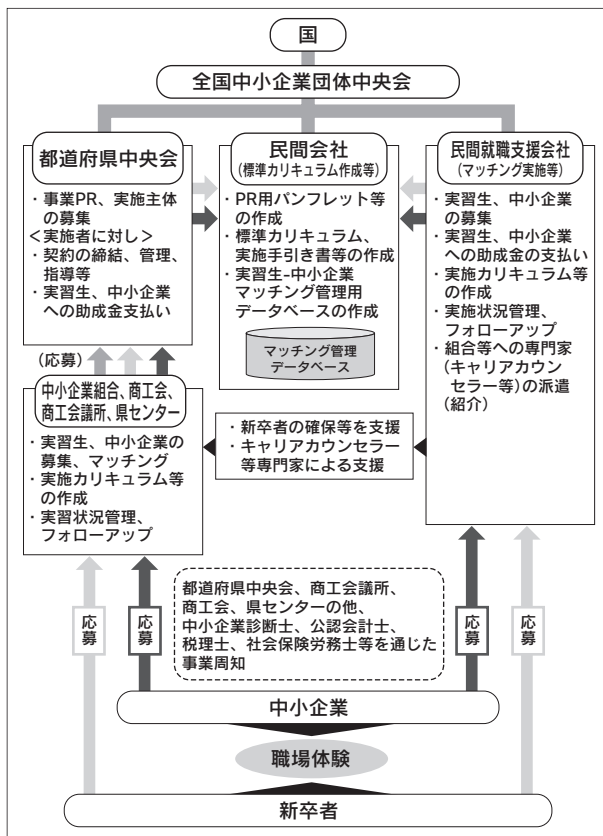 国
全国中小企業団体中央会
都道府県中央会
・事業PR、実施主体
の募集
<実施者に対し>
・契約の締結、管理、
指導等
・実習生、中小企業
への助成金支払い
民間会社
(標準カリキュラム作成等)
・PR用パンフレット等
の作成
・標準カリキュラム、
実施手引き書等の作成
・実習生-中小企業
マッチング管理用
データベースの作成
マッチング管理
データベース
民間就職支援会社
(マッチング実施等)
・実習生、中小企業
の募集
・実習生、中小企業
への助成金の支払い
・実施カリキュラム等
の作成
・実施状況管理、
フォローアップ
・組合等への専門家
(キャリアカウン
セラー等)の派遣
(紹介)
(応募)
中小企業組合、商工会、
商工会議所、県センター
・実習生、中小企業の
募集、マッチング
・実施カリキュラム等
の作成
・実習状況管理、
フォローアップ
・新卒者の確保等を支援
・キャリアカウンセラー
等専門家による支援
応募
応募
都道府県中央会、商工会議所、
商工会、県センターの他、
中小企業診断士、公認会計士、
税理士、社会保険労務士等を通じた
事業周知
応募
応募
中小企業
職場体験
新卒者